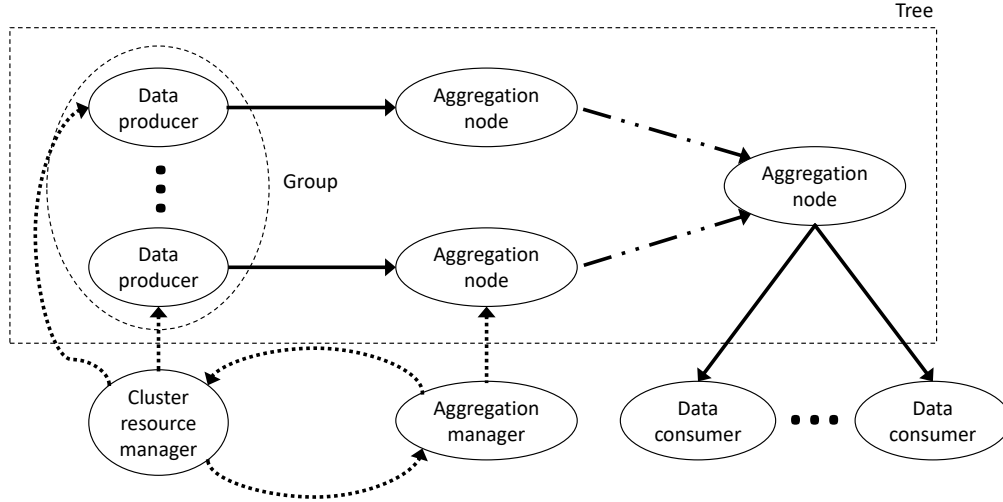 Tree
Data
producer
Aggregation
node
Aggregation
node
Group
Data
producer
Aggregation
node
Cluster
resource
manager
Aggregation
manager
Data
consumer
Data
consumer